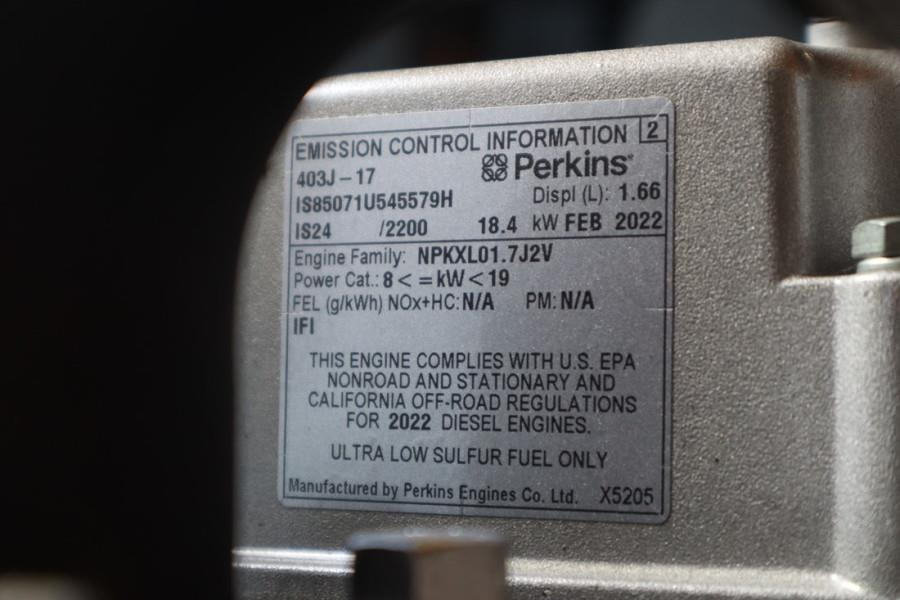 EMISSION CONTROL INFORMATION 2
403J-17 Perkins
IS85071U545579H Displ (L): 1.66
IS24 /2200 18.4 kW FEB 2022
Engine Family: NPKXL01.7J2V
Power Cat.: 8 < = kW < 19
FEL (g/kWh) NOx+HC: N/A PM: N/A
IFI
THIS ENGINE COMPLIES WITH U.S. EPA
NONROAD AND STATIONARY AND
CALIFORNIA OFF-ROAD REGULATIONS
FOR 2022 DIESEL ENGINES.
ULTRA LOW SULFUR FUEL ONLY
Manufactured by Perkins Engines Co. Ltd. X5205